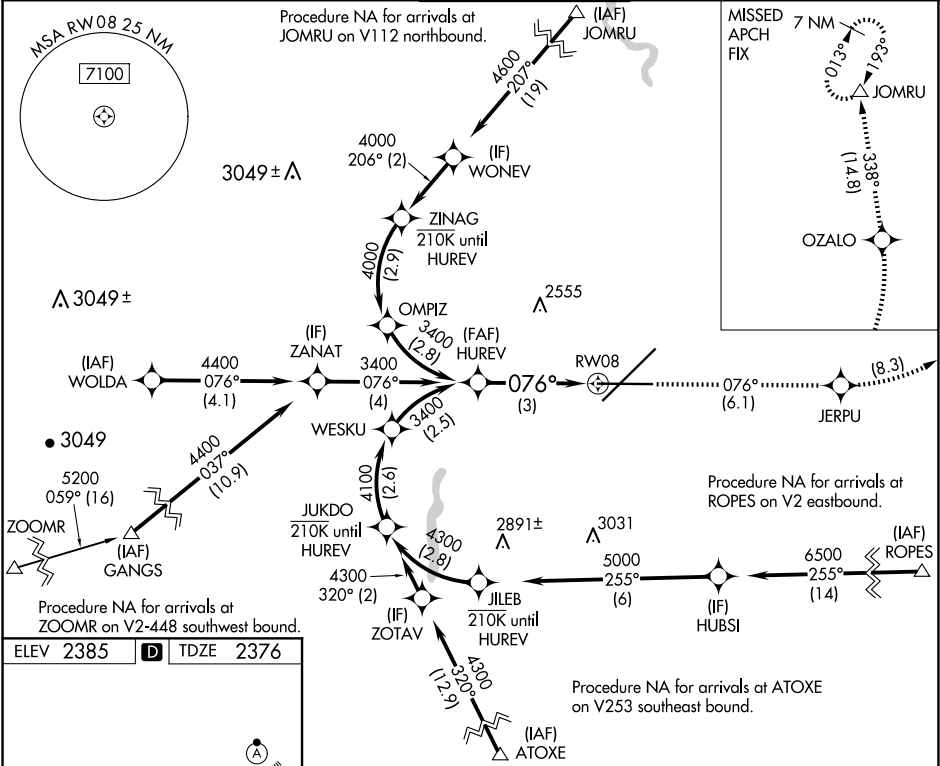 MSA RW08 25 NM
7100
Procedure NA for arrivals at
JOMRU on V112 northbound.
(IAF)
JOMRU
4600
207°
(19)
MISSED
APCH
FIX
7 NM
013°
193°
JOMRU
338°
(14.8)
OZALO
3049±
4000
206° (2)
(IF)
WONEV
ZINAG
210K until
HUREV
4000
(2.9)
3049±
OMPIZ
3400
(2.8)
2555
(IAF)
WOLDA
4400
076°
(4.1)
(IF)
ZANAT
3400
076°
(4)
(FAF)
HUREV
076°
(3)
RW08
076°
(6.1)
JERPU
(8.3)
WESKU
3400
(2.5)
3049
4400
037°
(10.9)
5200
059° (16)
ZOOMR
(IAF)
GANGS
4100
(2.6)
JUKDO
210K until
HUREV
4300
(2.8)
2891±
3031
Procedure NA for arrivals at
ROPES on V2 eastbound.
(IAF)
ROPES
6500
255°
(14)
5000
255°
(6)
(IF)
HUBSI
JILEB
210K until
HUREV
4300
320° (2)
(IF)
ZOTAV
Procedure NA for arrivals at
ZOOMR on V2-448 southwest bound.
4300
320°
(12.9)
(IAF)
ATOXE
Procedure NA for arrivals at ATOXE
on V253 southeast bound.
ELEV 2385
D
TDZE 2376
A